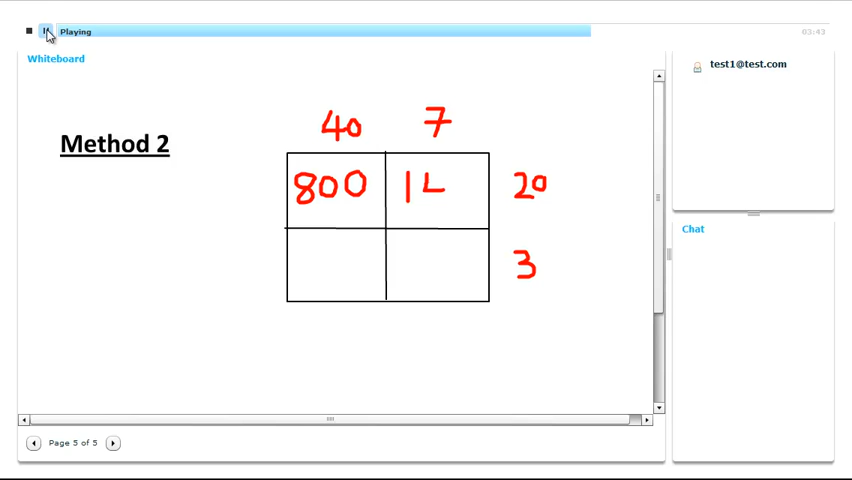 Playing
03:43
Whiteboard
test1@test.com
Method 2
40 7
800 20
3
Chat
Page 5 of 5